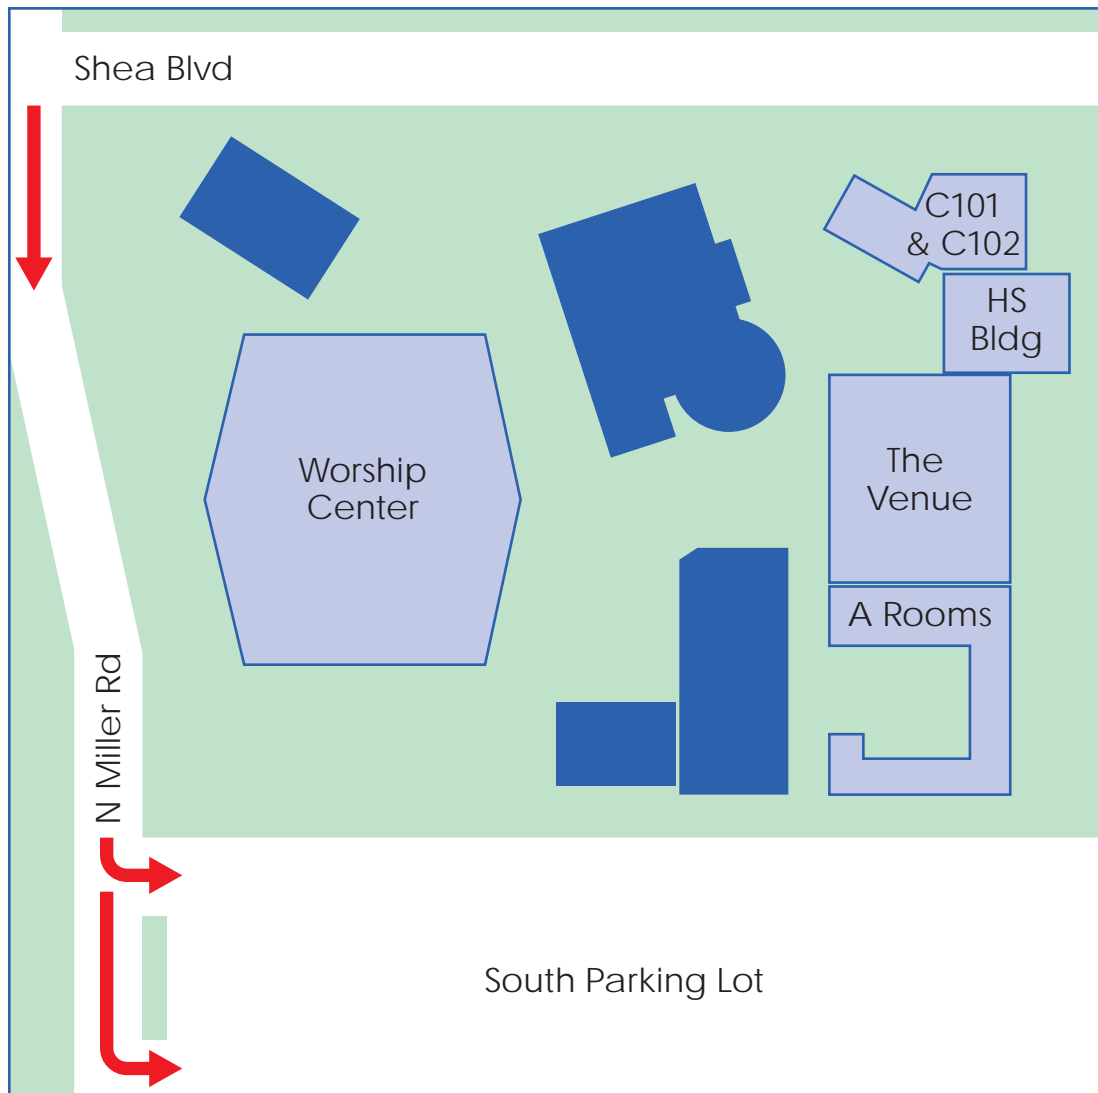 Shea Blvd
C101
& C102
HS
Bldg
Worship
Center
The
Venue
A Rooms
N Miller Rd
South Parking Lot